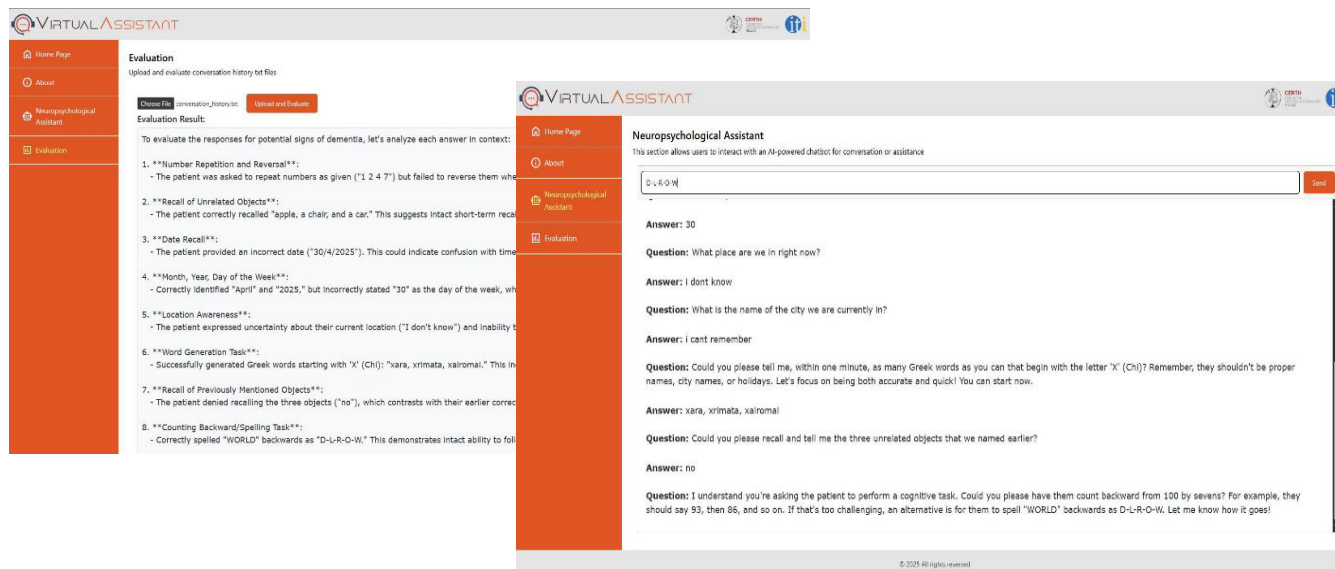 VIRTUAL ASSISTANT
CERTH
iti
Home Page
About
Neuropsychological
Assistant
Evaluation
Evaluation
Upload and evaluate conversation history txt files
Choose File conversation_history.txt Upload and Evaluate
Evaluation Result:
To evaluate the responses for potential signs of dementia, let's analyze each answer in context:
1. **Number Repetition and Reversal**:
- The patient was asked to repeat numbers as given ("1 2 4 7") but failed to reverse them whe
2. **Recall of Unrelated Objects**:
- The patient correctly recalled "apple, a chair, and a car." This suggests intact short-term recal
3. **Date Recall**:
- The patient provided an incorrect date ("30/4/2025"). This could indicate confusion with time
4. **Month, Year, Day of the Week**:
- Correctly identified "April" and "2025," but incorrectly stated "30" as the day of the week, wh
5. **Location Awareness**:
- The patient expressed uncertainty about their current location ("I don't know") and inability t
6. **Word Generation Task**:
- Successfully generated Greek words starting with 'X' (Chi): "xara, xrimata, xairomai." This in
7. **Recall of Previously Mentioned Objects**:
- The patient denied recalling the three objects ("no"), which contrasts with their earlier correc
8. **Counting Backward/Spelling Task**:
- Correctly spelled "WORLD" backwards as "D-L-R-O-W." This demonstrates intact ability to foll
VIRTUAL ASSISTANT
CERTH
Home Page
About
Neuropsychological
Assistant
Evaluation
Neuropsychological Assistant
This section allows users to interact with an AI-powered chatbot for conversation or assistance
D-L-R-O-W
Send
Answer: 30
Question: What place are we in right now?
Answer: i dont know
Question: What is the name of the city we are currently in?
Answer: i cant remember
Question: Could you please tell me, within one minute, as many Greek words as you can that begin with the letter 'X' (Chi)? Remember, they shouldn't be proper
names, city names, or holidays. Let's focus on being both accurate and quick! You can start now.
Answer: xara, xrimata, xairomai
Question: Could you please recall and tell me the three unrelated objects that we named earlier?
Answer: no
Question: I understand you're asking the patient to perform a cognitive task. Could you please have them count backward from 100 by sevens? For example, they
should say 93, then 86, and so on. If that's too challenging, an alternative is for them to spell "WORLD" backwards as D-L-R-O-W. Let me know how it goes!
© 2025 All rights reserved